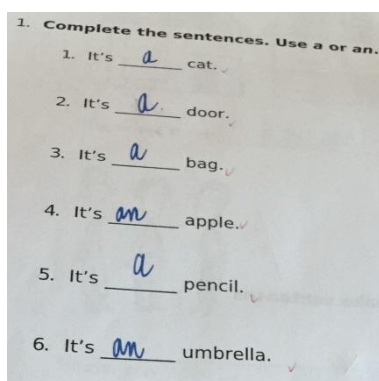 1. Complete the sentences. Use a or an.
1. It's a cat.
2. It's a door.
3. It's a bag.
4. It's an apple.
5. It's a pencil.
6. It's an umbrella.